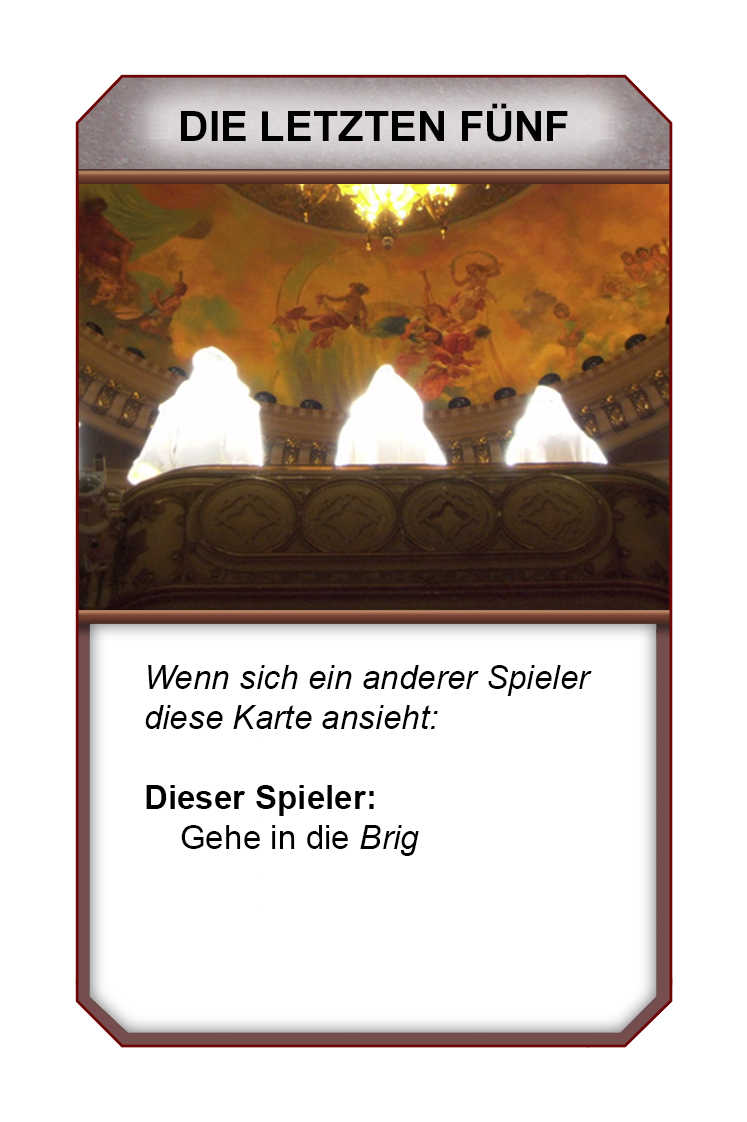 DIE LETZTEN FÜNF
Wenn sich ein anderer Spieler
diese Karte ansieht:
Dieser Spieler:
Gehe in die Brig